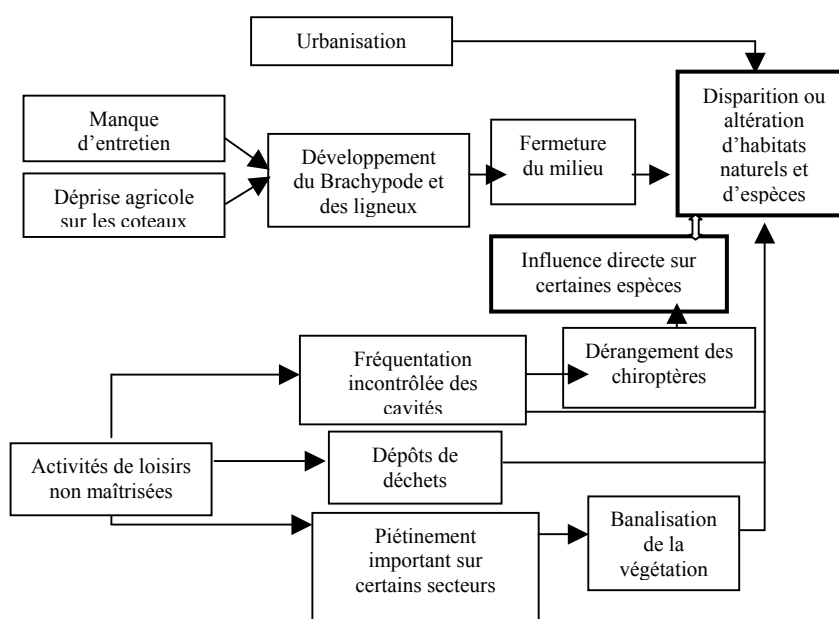 Urbanisation
Disparition ou
altération
d'habitats
naturels et
d'espèces
Manque
d'entretien
Déprise agricole
sur les coteaux
Développement
du Brachypode et
des ligneux
Fermeture
du milieu
Influence directe sur
certaines espèces
Fréquentation
incontrôlée des
cavités
Dérangement des
chiroptères
Activités de loisirs
non maîtrisées
Dépôts de
déchets
Piétinement
important sur
certains secteurs
Banalisation
de la
végétation